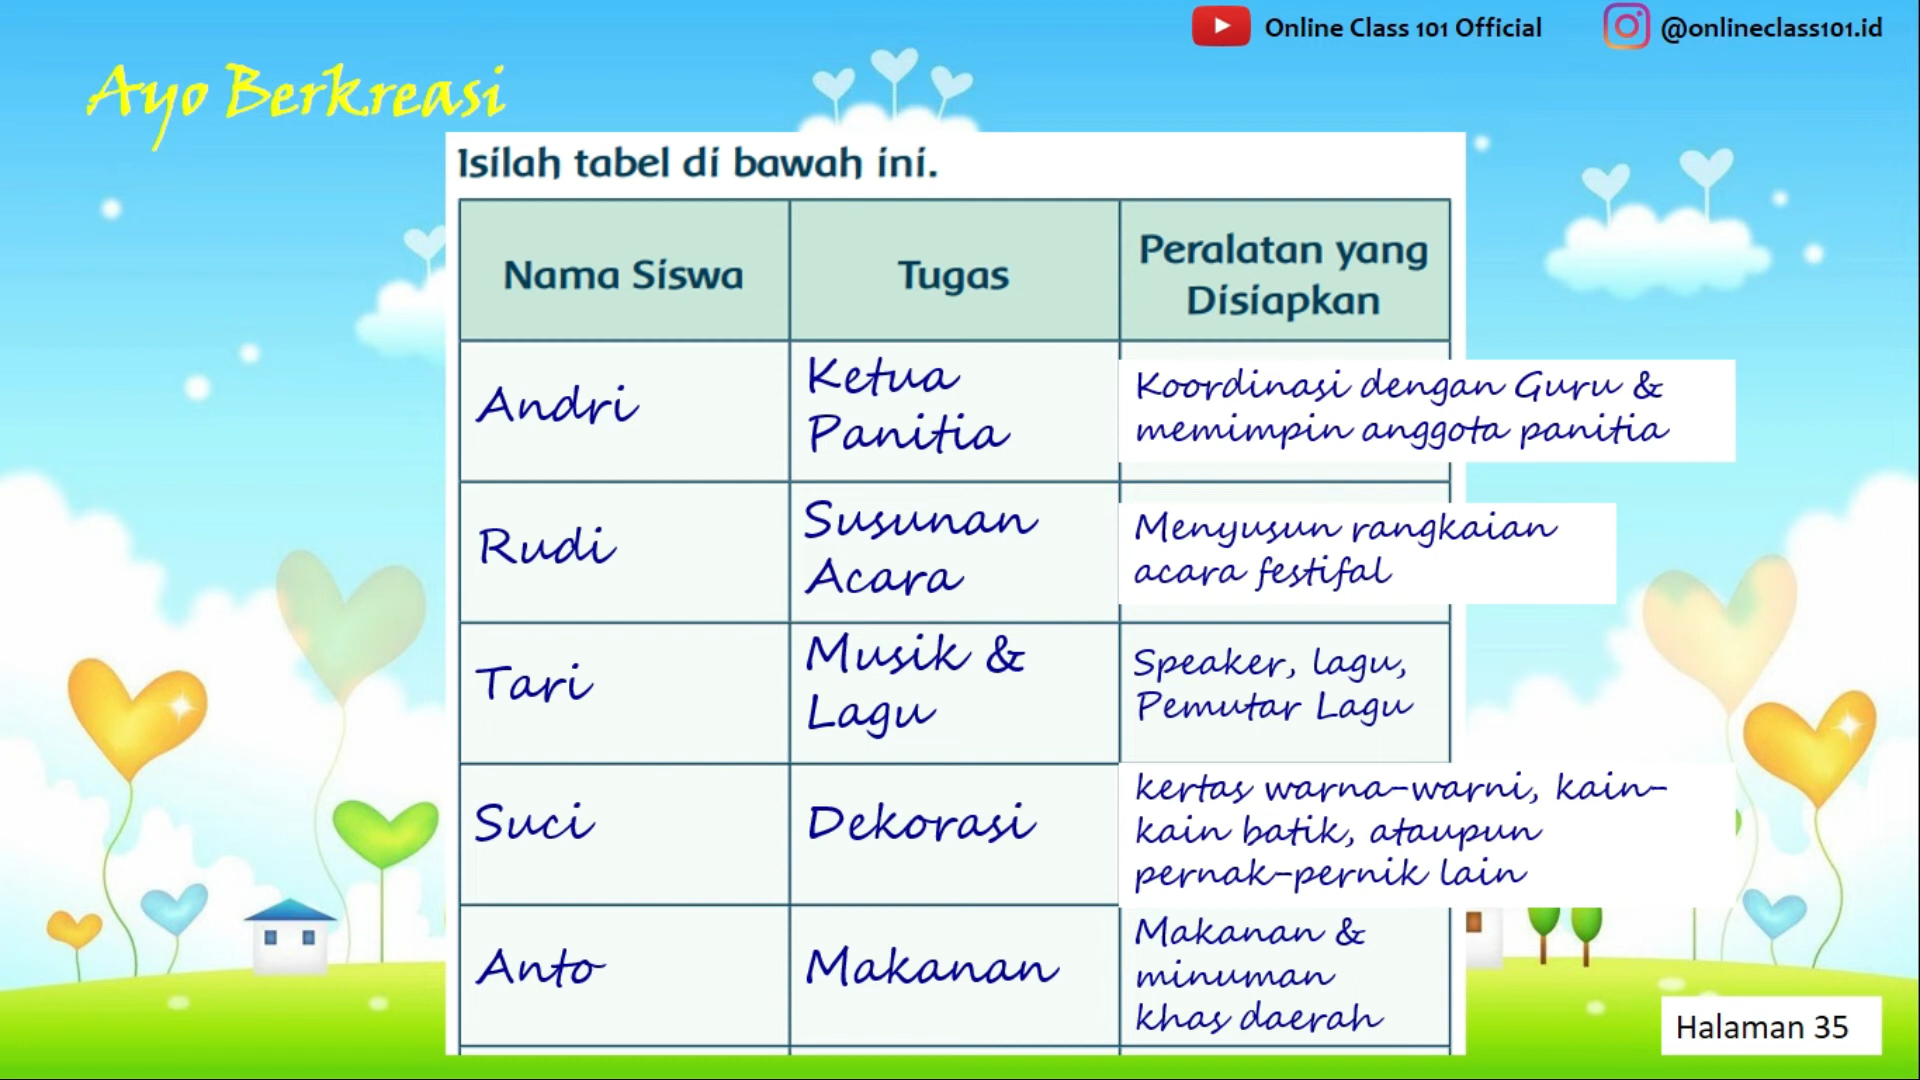 Online Class 101 Official
@onlineclass101.id
Ayo Berkreasi
Isilah tabel di bawah ini.
Nama Siswa
Tugas
Peralatan yang
Disiapkan
Andri
Ketua
Panitia
Koordinasi dengan Guru &
memimpin anggota panitia
Rudi
Susunan
Acara
Menyusun rangkaian
acara festifal
Tari
Musik &
Lagu
Speaker, lagu,
Pemutar Lagu
Suci
Dekorasi
kertas warna-warni, kain-
kain batik, ataupun
pernak-pernik lain
Anto
Makanan
Makanan &
minuman
khas daerah
Halaman 35